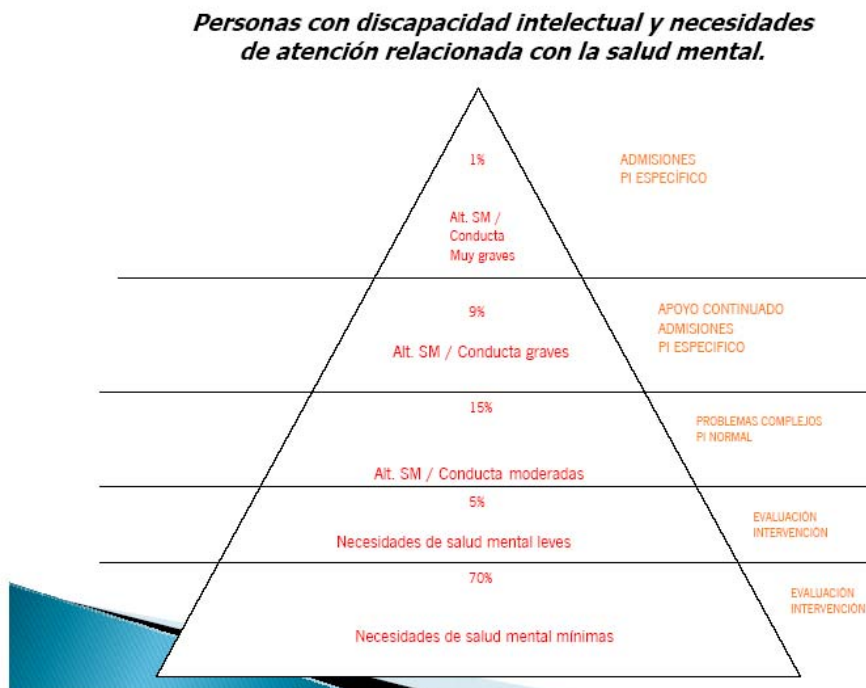 Personas con discapacidad intelectual y necesidades
de atención relacionada con la salud mental.
1%
ADMISIONES
PI ESPECÍFICO
Alt. SM /
Conducta
Muy graves
9%
Alt. SM / Conducta graves
APOYO CONTINUADO
ADMISIONES
PI ESPECIFICO
15%
Alt. SM / Conducta moderadas
PROBLEMAS COMPLEJOS
PI NORMAL
5%
Necesidades de salud mental leves
EVALUACIÓN
INTERVENCIÓN
70%
Necesidades de salud mental mínimas
EVALUACIÓN
INTERVENCIÓN